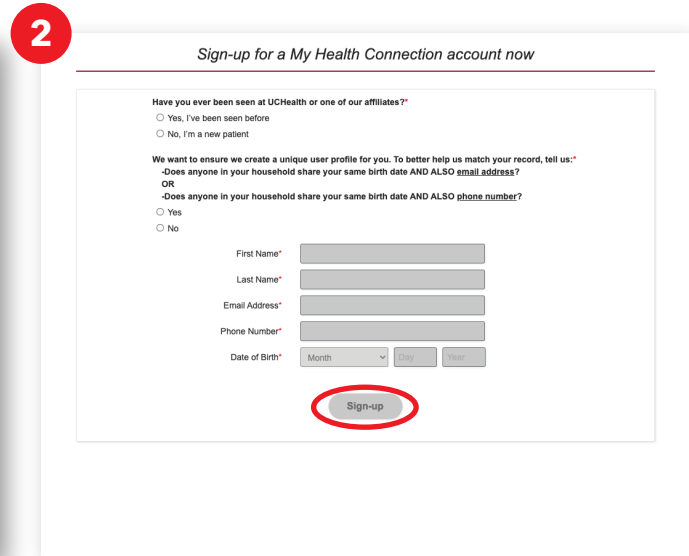 2
Sign-up for a My Health Connection account now
Have you ever been seen at UCHealth or one of our affiliates?*
Yes, I've been seen before
No, I'm a new patient
We want to ensure we create a unique user profile for you. To better help us match your record, tell us:*
-Does anyone in your household share your same birth date AND ALSO email address?
OR
-Does anyone in your household share your same birth date AND ALSO phone number?
Yes
No
First Name*
Last Name*
Email Address*
Phone Number*
Date of Birth* Month Day Year
Sign-up